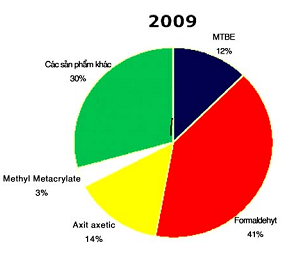 2009
MTBE
12%
Các sản phẩm khác
30%
Methyl Metacrylate
3%
Axit axetic
14%
Formaldehyt
41%